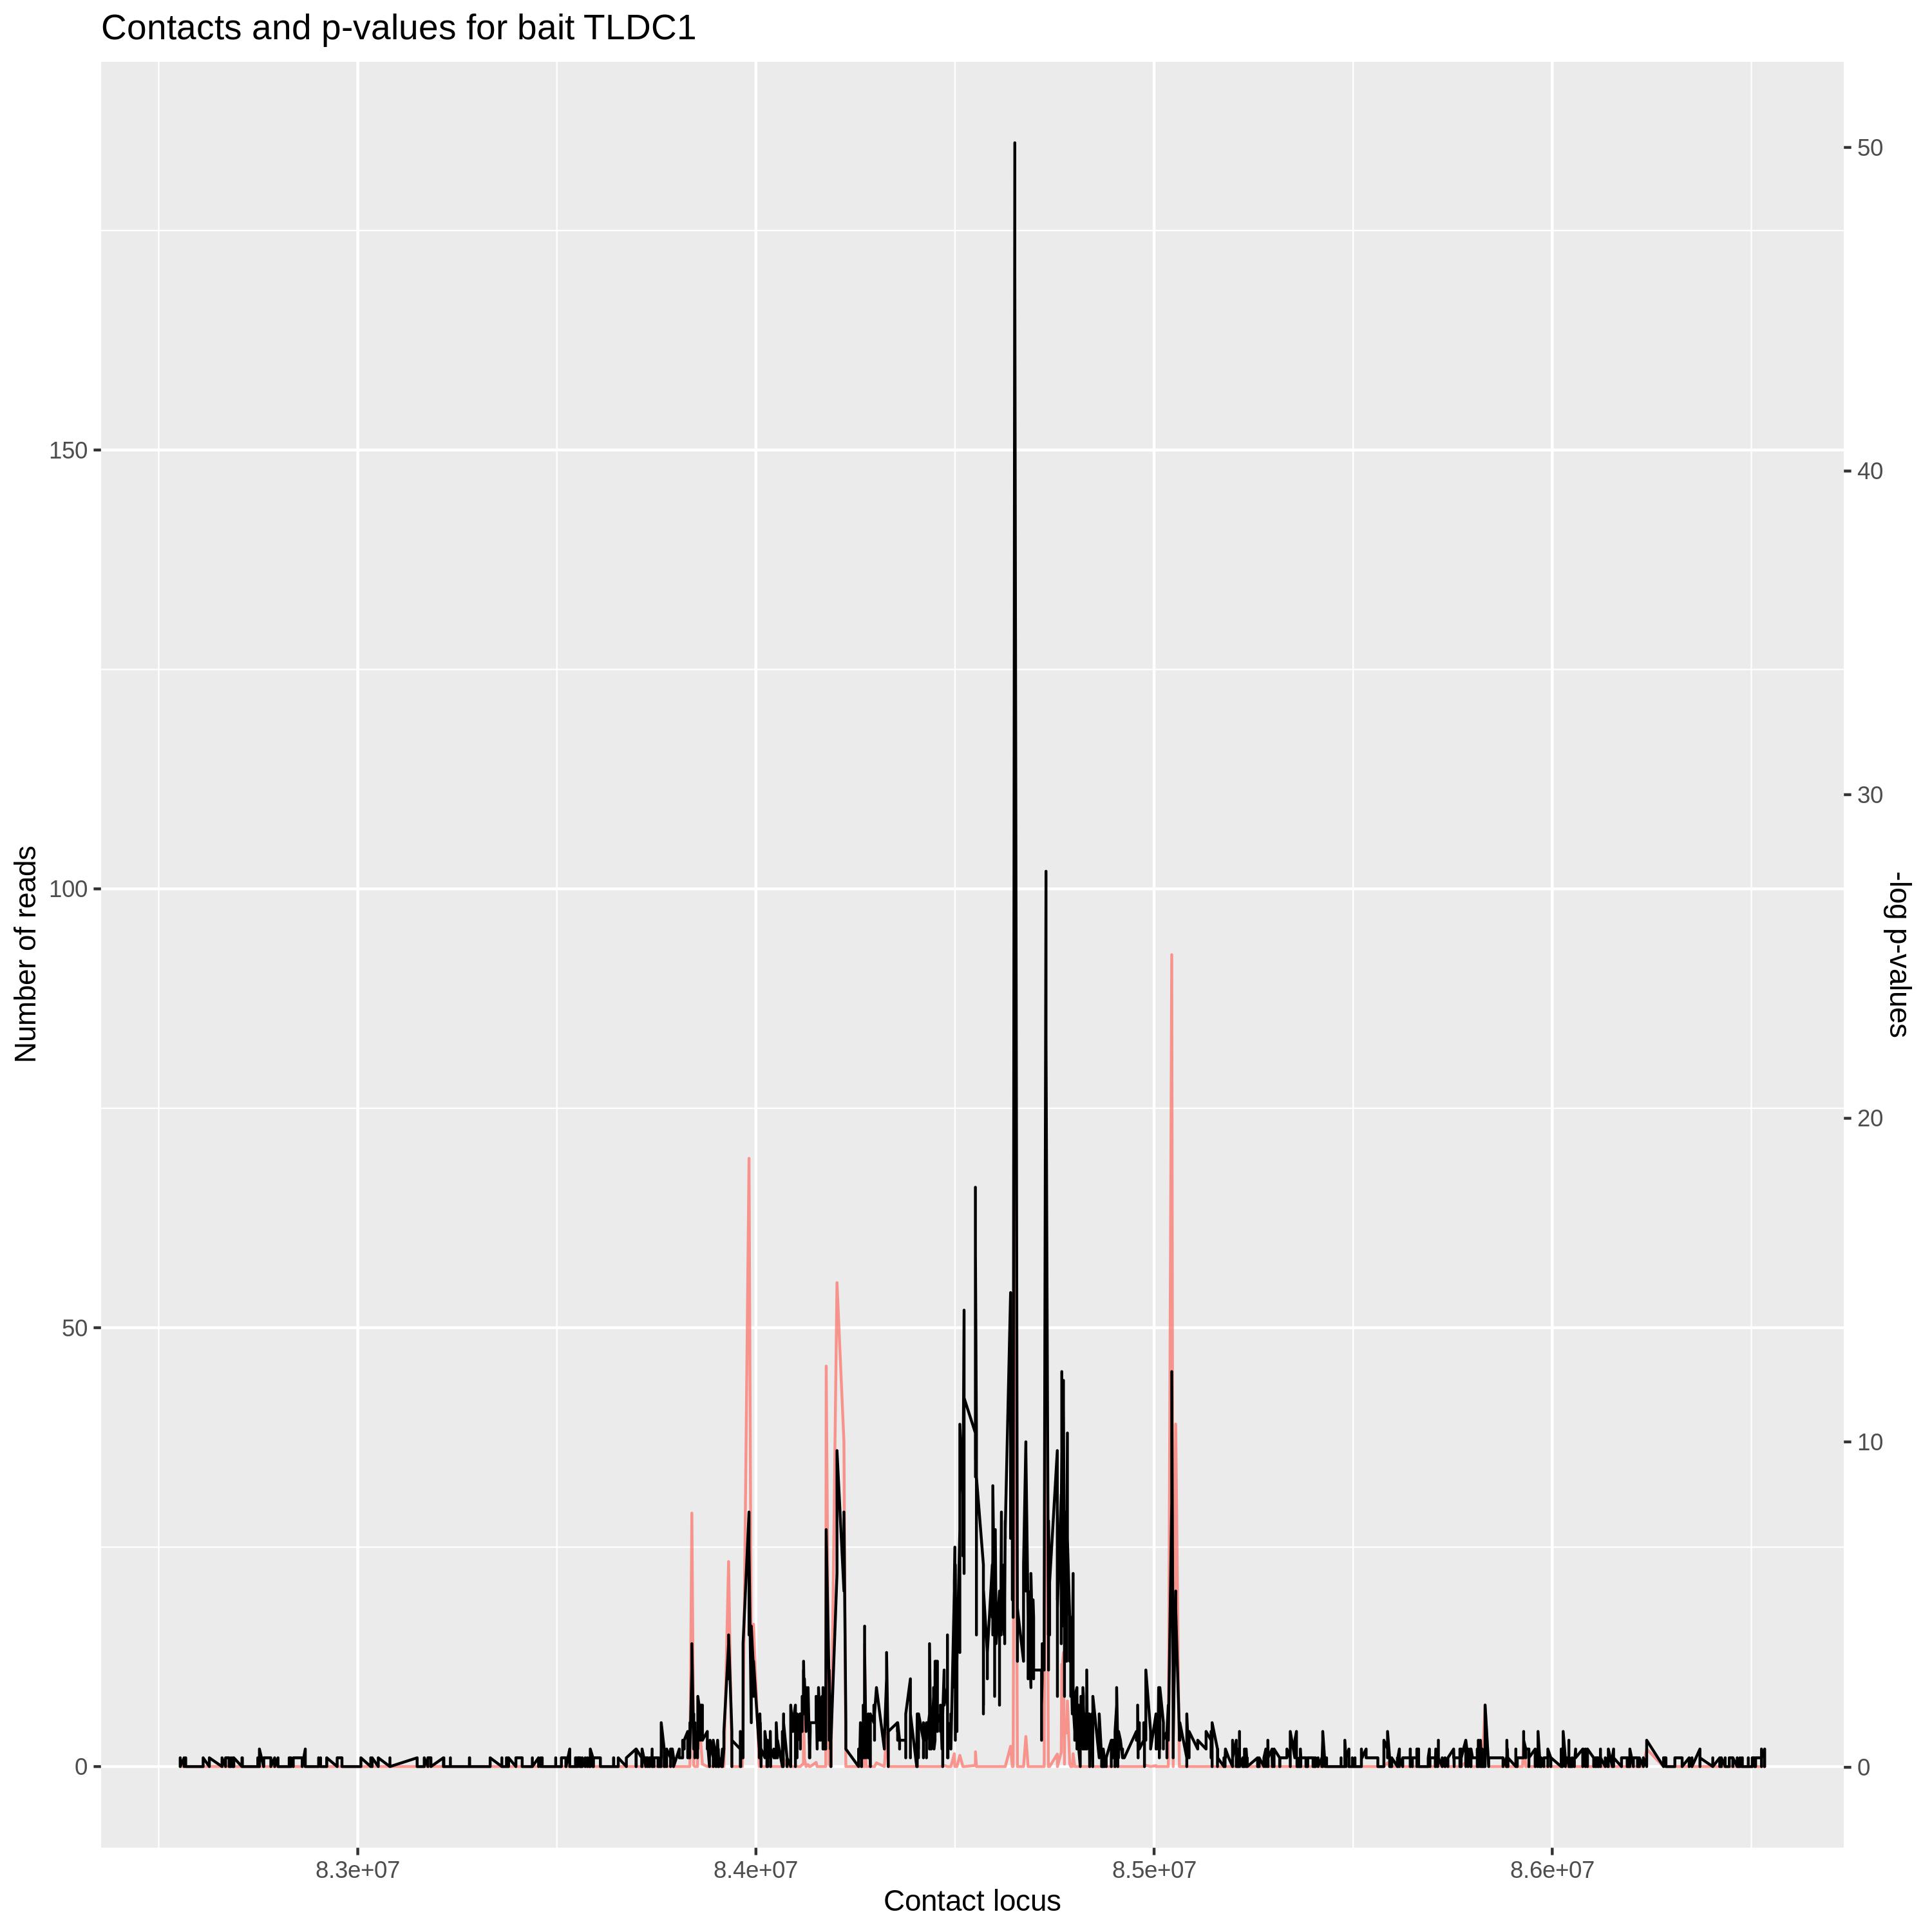 Contacts and p-values for bait TLDC1
Number of reads
150
100
50
0
50
40
30
20
10
0
-log p-values
8.3e+07
8.4e+07
8.5e+07
8.6e+07
Contact locus